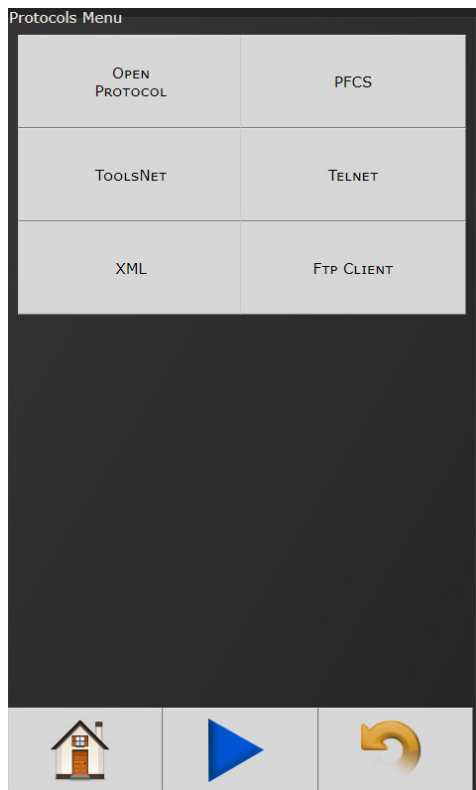 Protocols Menu
Open
Protocol
PFCS
ToolsNet
Telnet
XML
Ftp Client